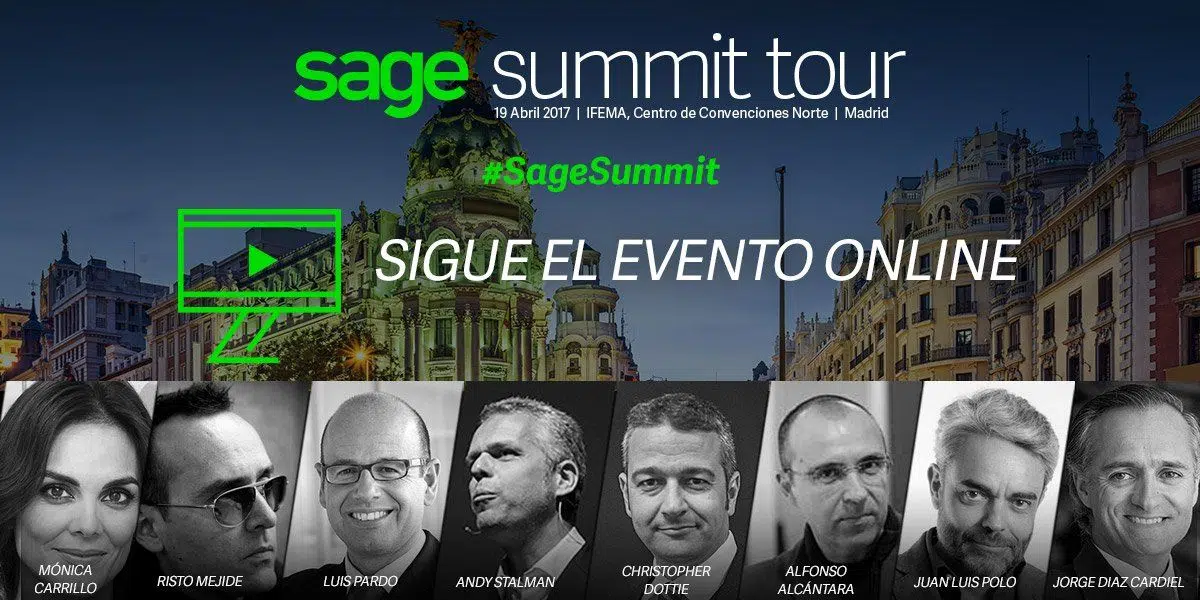 sage summit tour
19 Abril 2017 | IFEMA, Centro de Convenciones Norte | Madrid
#SageSummit
SIGUE EL EVENTO ONLINE
MÓNICA
CARRILLO
RISTO MEJIDE
LUIS PARDO
ANDY STALMAN
CHRISTOPHER
DOTTIE
ALFONSO
ALCÁNTARA
JUAN LUIS POLO
JORGE DIAZ CARDIEL